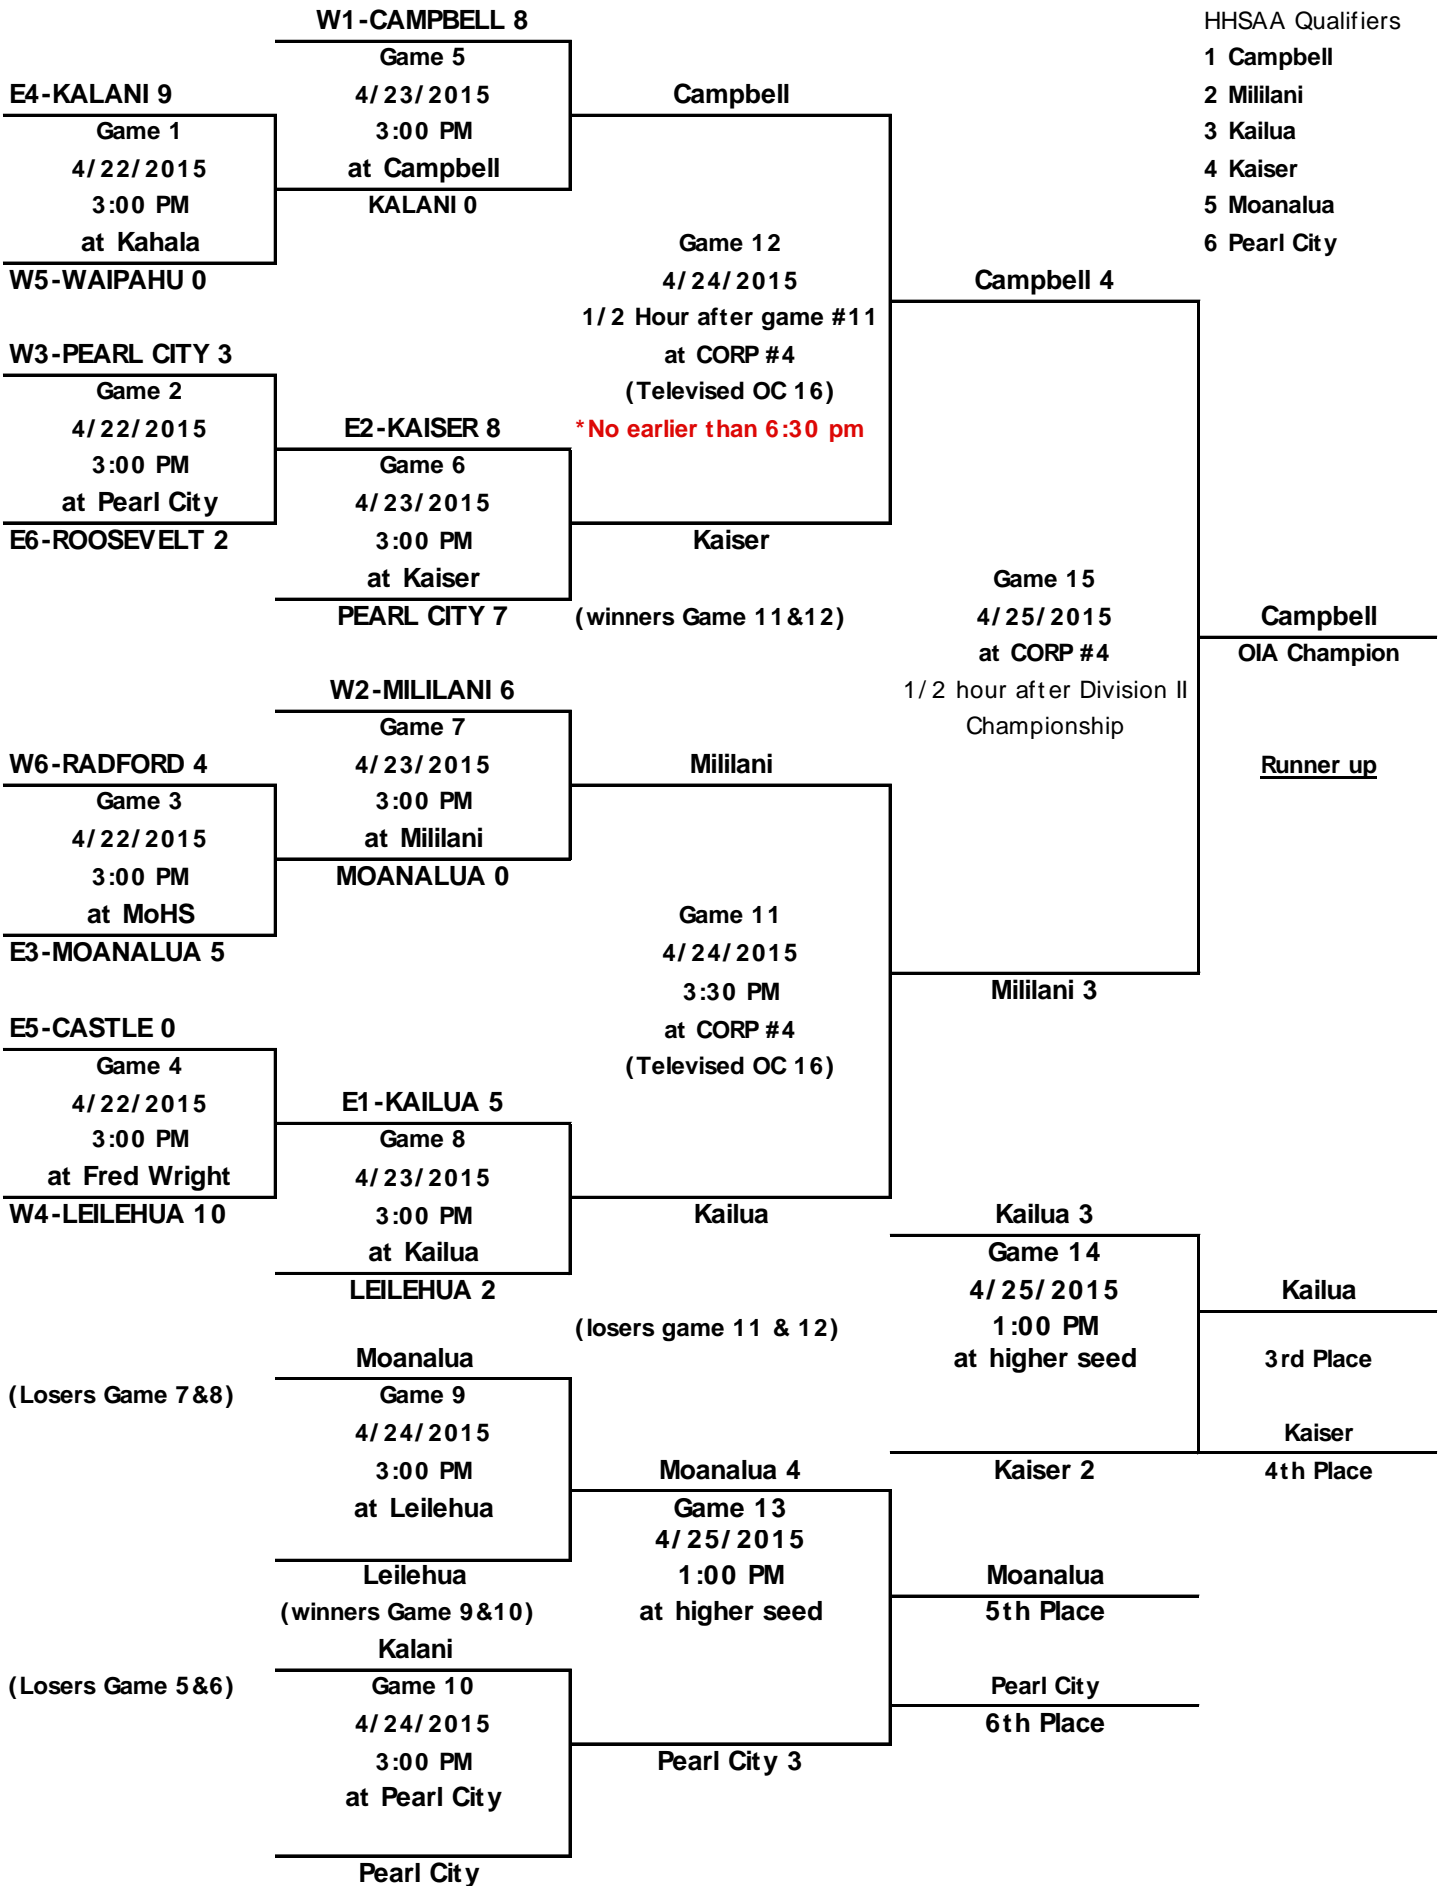 W1-CAMPBELL 8
HHSAA Qualifiers
Game 5
1 Campbell
E4-KALANI 9
4/23/2015
Campbell
2 Mililani
Game 1
3:00 PM
3 Kailua
4/22/2015
at Campbell
4 Kaiser
3:00 PM
KALANI 0
5 Moanalua
at Kahala
Game 12
6 Pearl City
W5-WAIPAHU 0
4/24/2015
Campbell 4
1/2 Hour after game #11
W3-PEARL CITY 3
at CORP #4
Game 2
(Televised OC 16)
4/22/2015
E2-KAISER 8
*No earlier than 6:30 pm
3:00 PM
Game 6
at Pearl City
4/23/2015
E6-ROOSEVELT 2
3:00 PM
Kaiser
at Kaiser
Game 15
PEARL CITY 7
(winners Game 11&12)
4/25/2015
Campbell
at CORP #4
OIA Champion
W2-MILILANI 6
1/2 hour after Division II
Game 7
Championship
W6-RADFORD 4
4/23/2015
Mililani
Runner up
Game 3
3:00 PM
4/22/2015
at Mililani
3:00 PM
MOANALUA 0
at MoHS
Game 11
E3-MOANALUA 5
4/24/2015
3:30 PM
Mililani 3
E5-CASTLE 0
at CORP #4
Game 4
(Televised OC 16)
4/22/2015
E1-KAILUA 5
3:00 PM
Game 8
at Fred Wright
4/23/2015
W4-LEILEHUA 10
3:00 PM
Kailua
Kailua 3
at Kailua
Game 14
LEILEHUA 2
4/25/2015
Kailua
(losers game 11 & 12)
1:00 PM
Moanalua
at higher seed
3rd Place
(Losers Game 7&8)
Game 9
4/24/2015
Kaiser
3:00 PM
Moanalua 4
Kaiser 2
4th Place
at Leilehua
Game 13
4/25/2015
Leilehua
1:00 PM
Moanalua
(winners Game 9&10)
at higher seed
5th Place
Kalani
(Losers Game 5&6)
Game 10
Pearl City
4/24/2015
6th Place
3:00 PM
Pearl City 3
at Pearl City
Pearl City